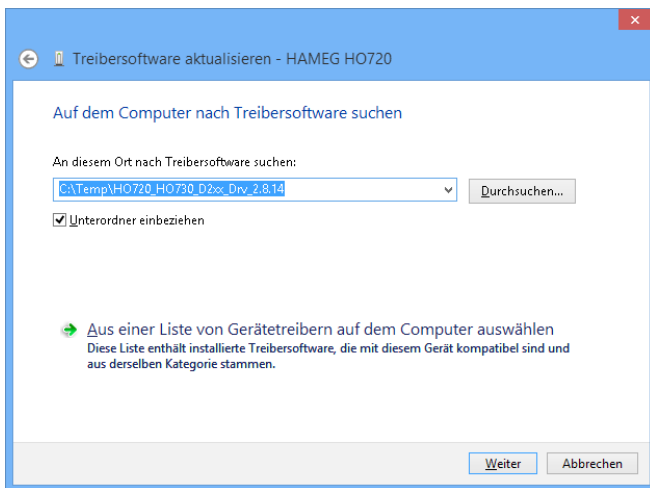 Treibersoftware aktualisieren - HAMEG HO720
Auf dem Computer nach Treibersoftware suchen
An diesem Ort nach Treibersoftware suchen:
C:\Temp\HO720_HO730_D2xx_Drv_2.8.14
Durchsuchen...
Unterordner einbeziehen
Aus einer Liste von Gerätetreibern auf dem Computer auswählen
Diese Liste enthält installierte Treibersoftware, die mit diesem Gerät kompatibel sind und
aus derselben Kategorie stammen.
Weiter
Abbrechen